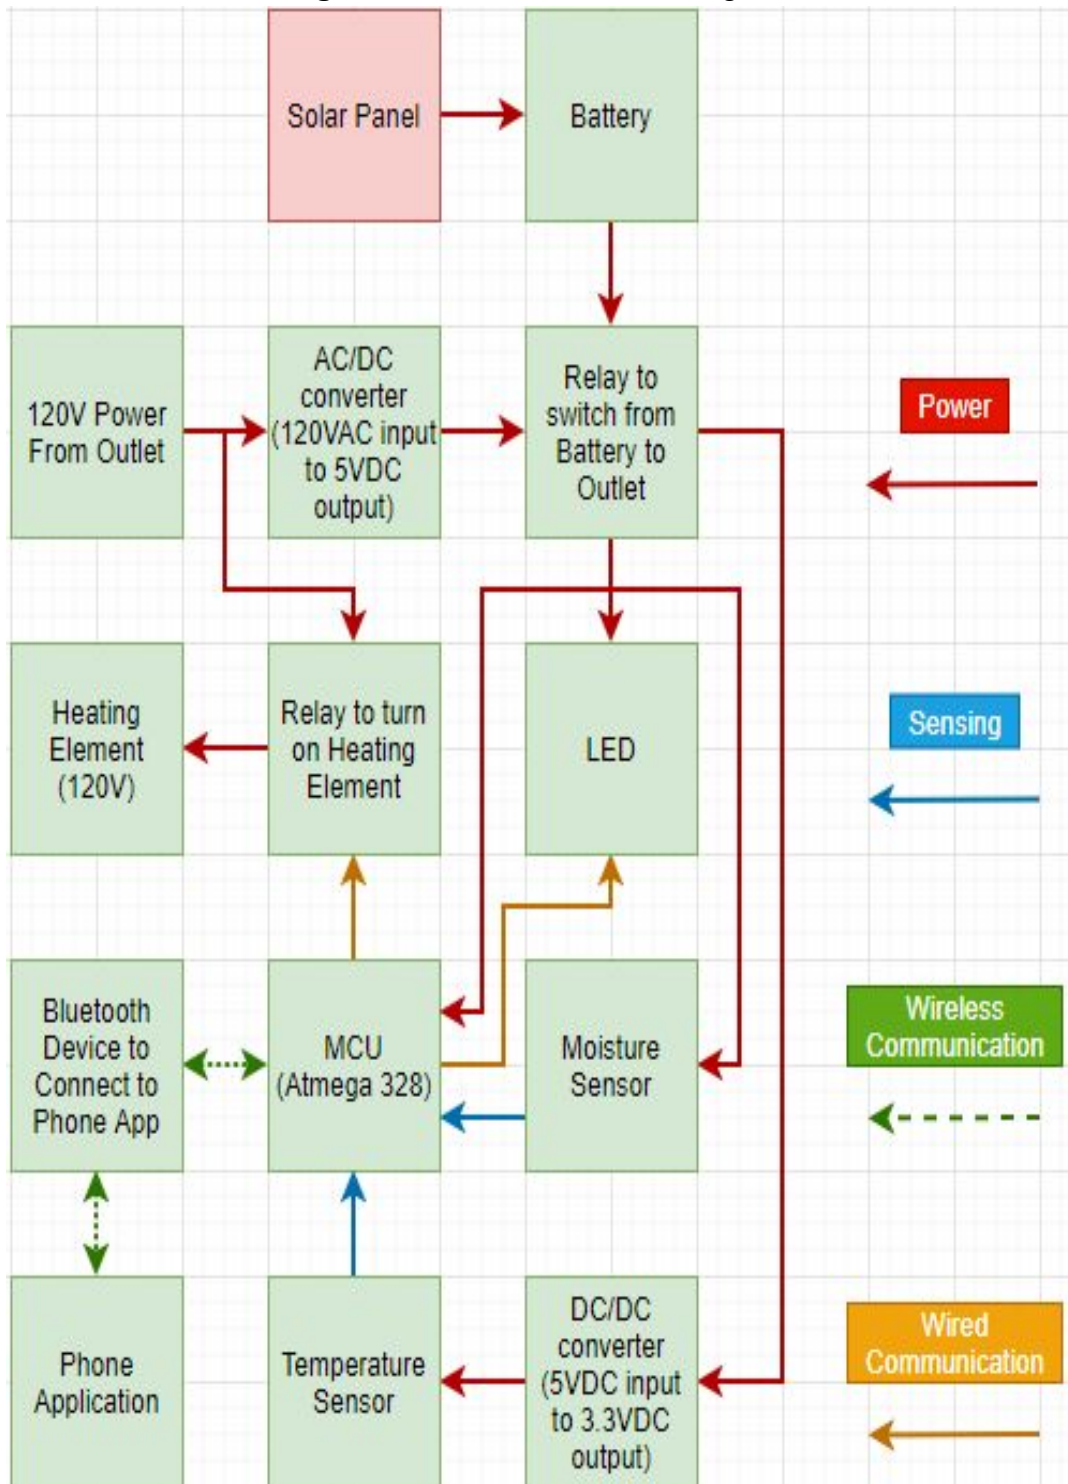 Solar Panel
Battery
120V Power
From Outlet
AC/DC
converter
(120VAC input
to 5VDC
output)
Relay to
switch from
Battery to
Outlet
Power
Heating
Element
(120V)
Relay to turn
on Heating
Element
LED
Sensing
Bluetooth
Device to
Connect to
Phone App
MCU
(Atmega 328)
Moisture
Sensor
Wireless
Communication
Phone
Application
Temperature
Sensor
DC/DC
converter
(5VDC input
to 3.3VDC
output)
Wired
Communication